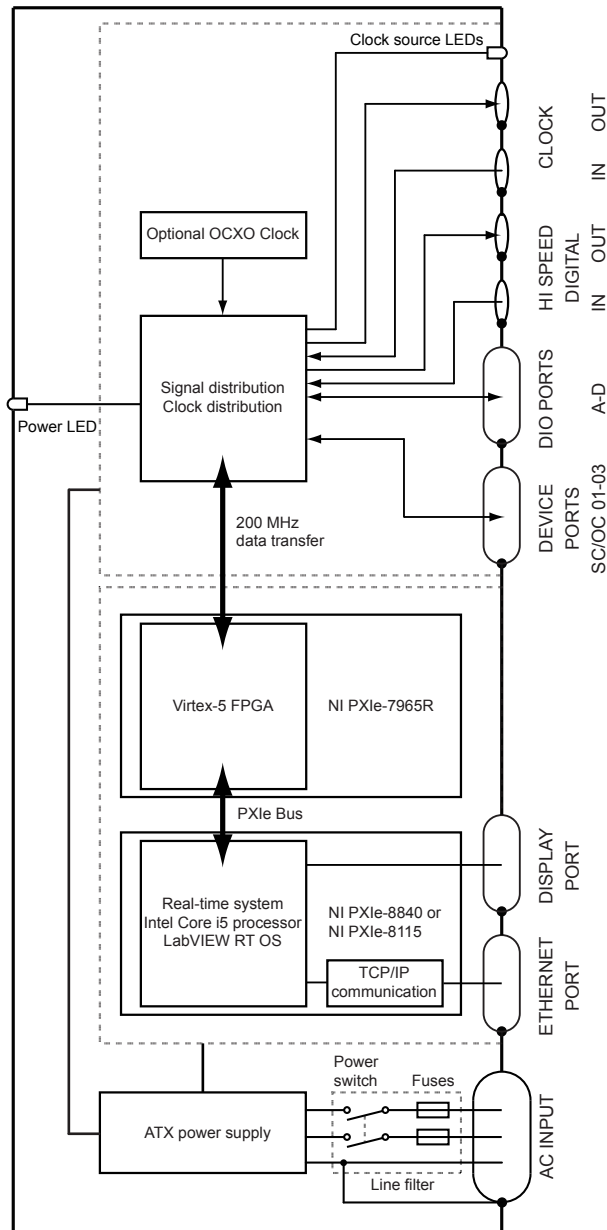 Clock source LEDs
CLOCK
OUT
IN
Optional OCXO Clock
HI SPEED
DIGITAL
OUT
IN
Signal distribution
Clock distribution
DIO PORTS
A-D
Power LED
DEVICE
PORTS
SC/OC 01-03
200 MHz
data transfer
Virtex-5 FPGA
NI PXIe-7965R
PXIe Bus
DISPLAY
PORT
Real-time system
Intel Core i5 processor
LabVIEW RT OS
NI PXIe-8840 or
NI PXIe-8115
TCP/IP
communication
ETHERNET
PORT
Power
switch
Fuses
ATX power supply
AC INPUT
Line filter